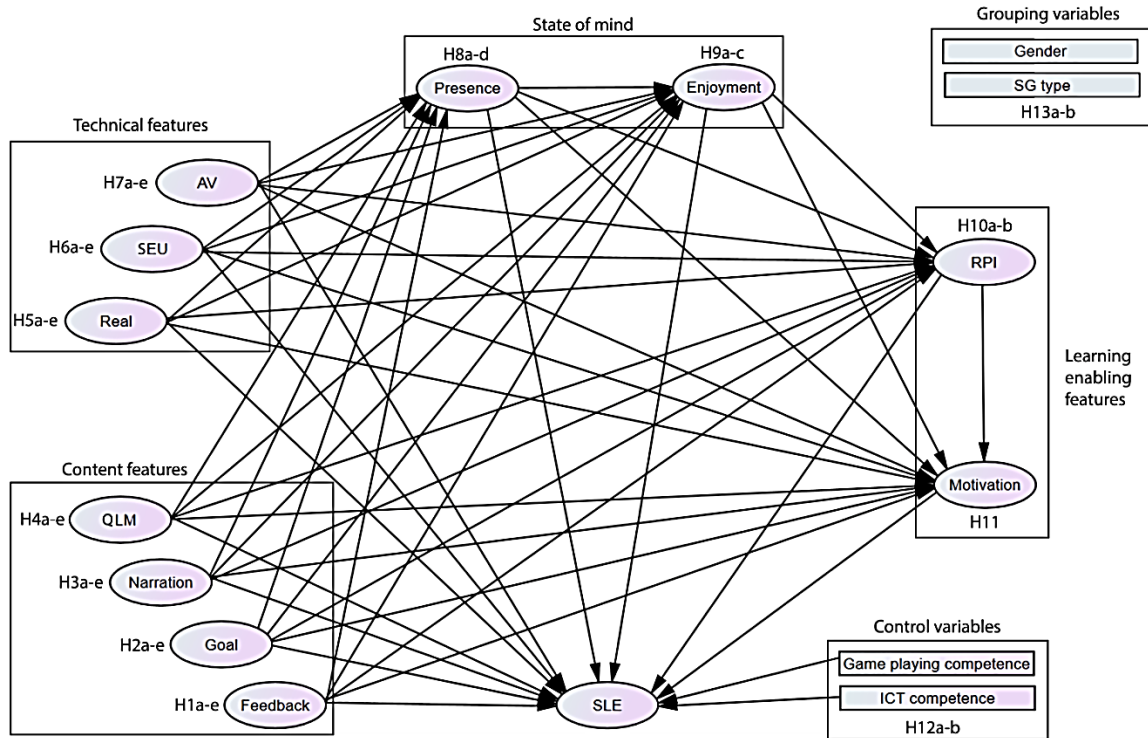 State of mind
H8a-d
Presence
H9a-c
Enjoyment
Grouping variables
Gender
SG type
H13a-b
Technical features
H7a-e
AV
H6a-e
SEU
H5a-e
Real
H10a-b
RPI
Learning
enabling
features
Motivation
H11
Content features
H4a-e
QLM
H3a-e
Narration
H2a-e
Goal
H1a-e
Feedback
SLE
Control variables
Game playing competence
ICT competence
H12a-b